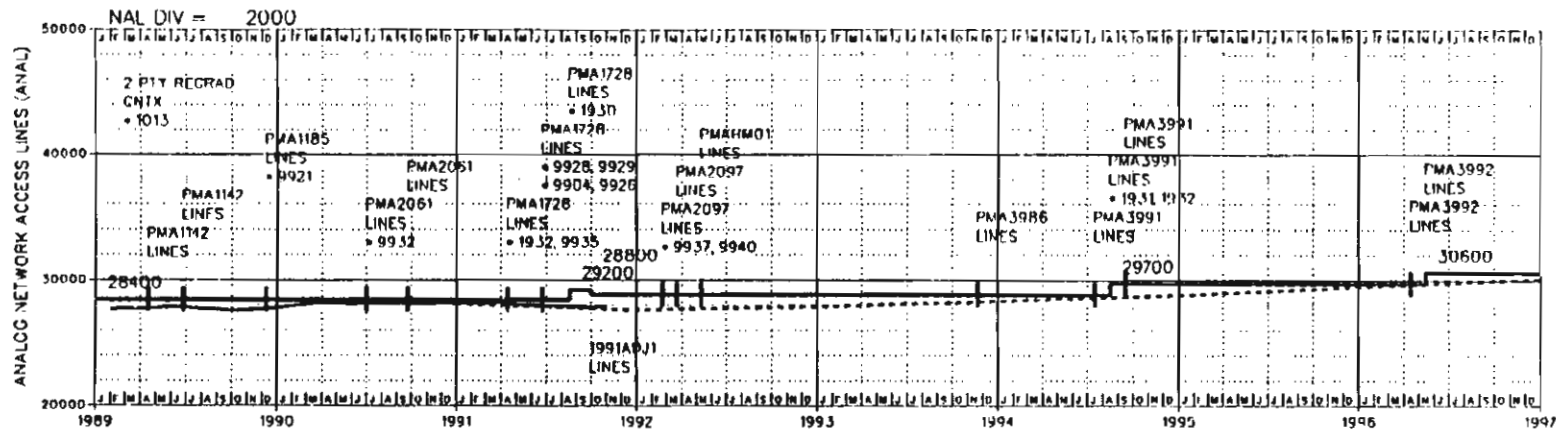 NAL DIV = 2000
ANALOG NETWORK ACCESS LINES (ANAL)
50000
40000
30000
20000
J F M A M J J A S O N D J F M A M J J A S O N D J F M A M J J A S O N D J F M A M J J A S O N D J F M A M J J A S O N D J F M A M J J A S O N D J F M A M J J A S O N D J F M A M J J A S O N D
2 PTY REGRAD
CNTX
* 1013
PMA1142
LINES
PMA1142
LINES
PMA1185
LINES
* 9921
PMA2061
LINES
* 9932
PMA2061
LINES
PMA1728
LINES
* 1932, 9935
PMA1728
LINES
* 1930
PMA1728
LINES
* 9928, 9929
* 9904, 9926
PMAHM01
LINES
PMA2097
LINES
PMA2097
LINES
* 9937, 9940
PMA3986
LINES
PMA3991
LINES
PMA3991
LINES
* 1931, 1932
PMA3991
LINES
PMA3992
LINES
PMA3992
LINES
28400
28800
29200
29700
30600
1991ADJ1
LINES
J F M A M J J A S O N D J F M A M J J A S O N D J F M A M J J A S O N D J F M A M J J A S O N D J F M A M J J A S O N D J F M A M J J A S O N D J F M A M J J A S O N D J F M A M J J A S O N D
1989 1990 1991 1992 1993 1994 1995 1996 1997